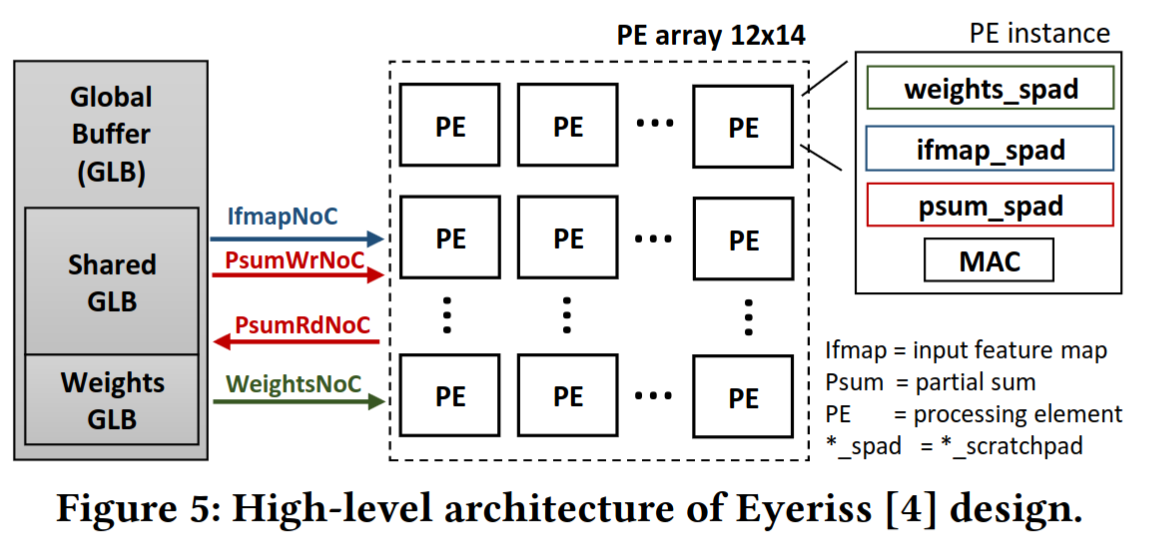 PE array 12x14
PE instance
Global
Buffer
(GLB)
Shared
GLB
Weights
GLB
IfmapNoC
PsumWrNoC
PsumRdNoC
WeightsNoC
PE PE ... PE
PE PE ... PE
PE PE ... PE
weights_spad
ifmap_spad
psum_spad
MAC
Ifmap = input feature map
Psum = partial sum
PE = processing element
*_spad = *_scratchpad
Figure 5: High-level architecture of Eyeriss [4] design.